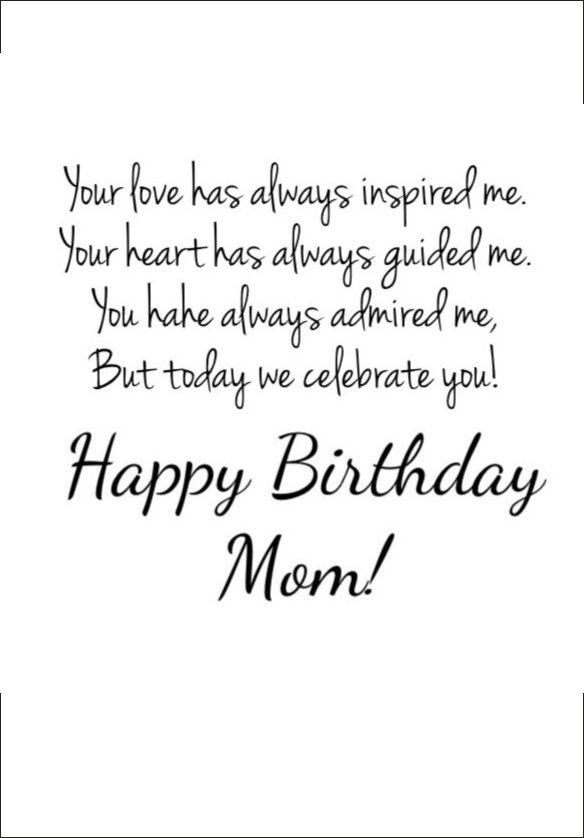 Your love has always inspired me.
Your heart has always guided me.
You hahe always admired me,
But today we celebrate you!
Happy Birthday
Mom!